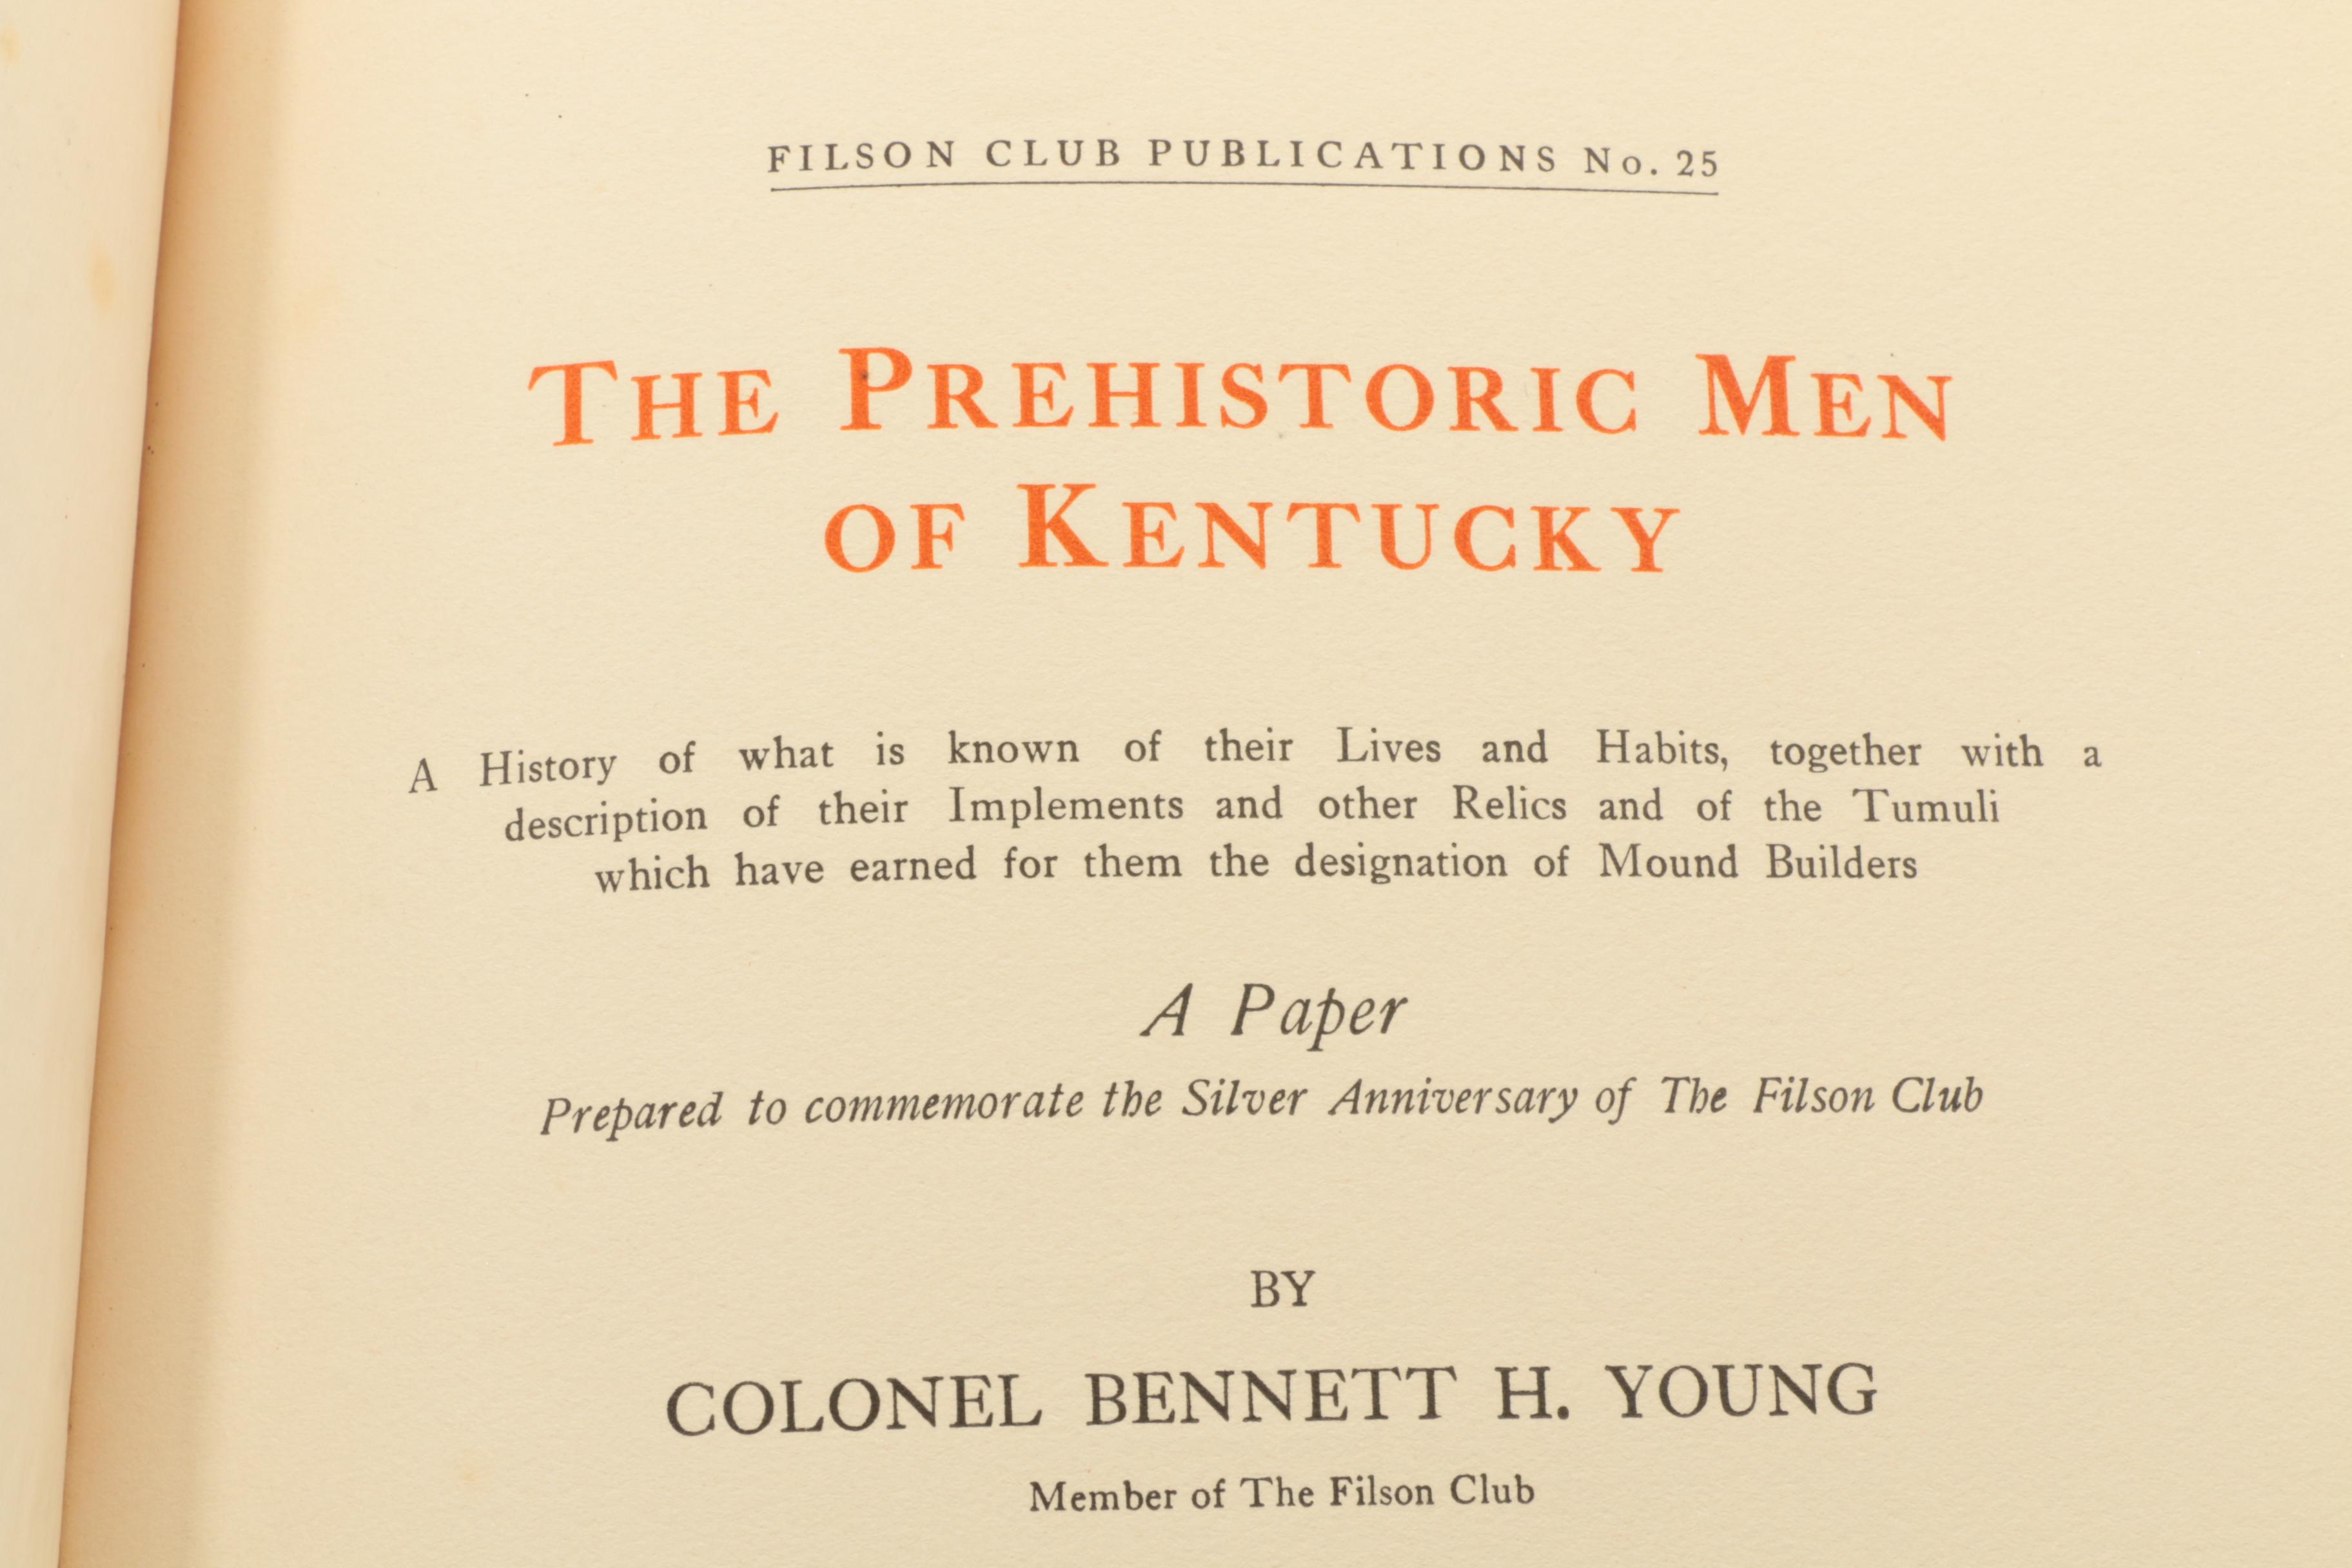 FILSON CLUB PUBLICATIONS No. 25
THE PREHISTORIC MEN
OF KENTUCKY
A History of what is known of their Lives and Habits, together with a
description of their Implements and other Relics and of the Tumuli
which have earned for them the designation of Mound Builders
A Paper
Prepared to commemorate the Silver Anniversary of The Filson Club
BY
COLONEL BENNETT H. YOUNG
Member of The Filson Club